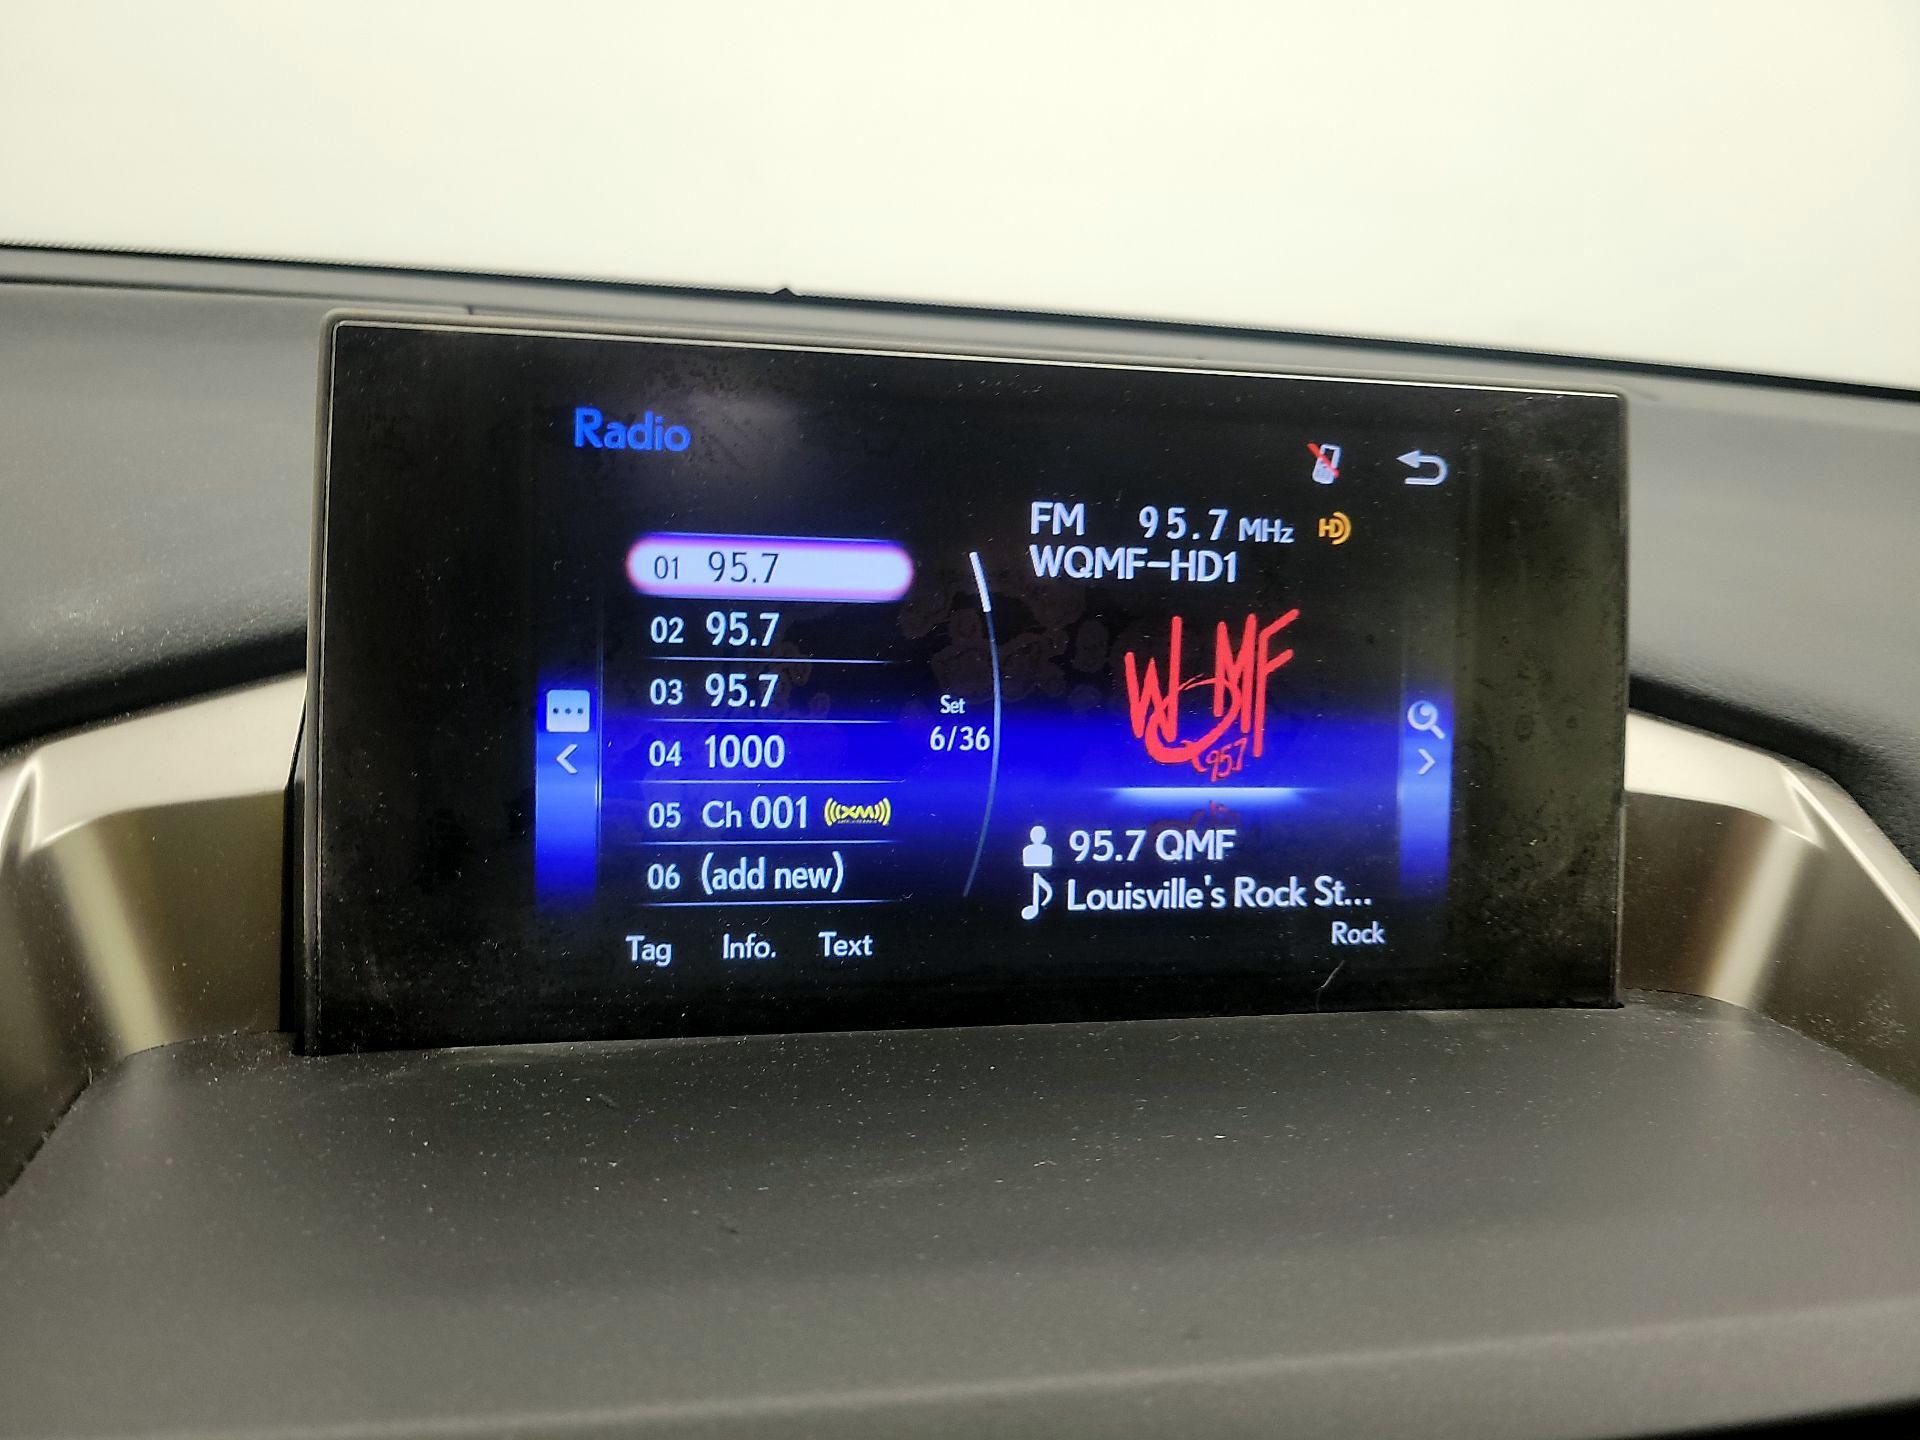 Radio
FM 95.7 MHz HD
WQMF-HD1
01 95.7
02 95.7
03 95.7
04 1000
05 Ch 001 ((XM))
06 (add new)
Set
6/36
WQMF
95.7
95.7 QMF
Louisville's Rock St...
Rock
Tag Info. Text